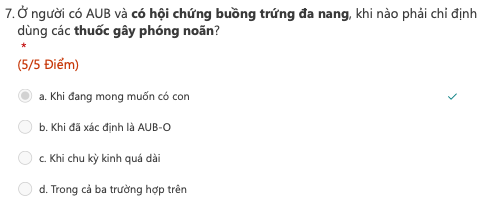 7. Ở người có AUB và có hội chứng buồng trứng đa nang, khi nào phải chỉ định
dùng các thuốc gây phóng noãn?
*
(5/5 Điểm)
a. Khi đang mong muốn có con
b. Khi đã xác định là AUB-O
c. Khi chu kỳ kinh quá dài
d. Trong cả ba trường hợp trên